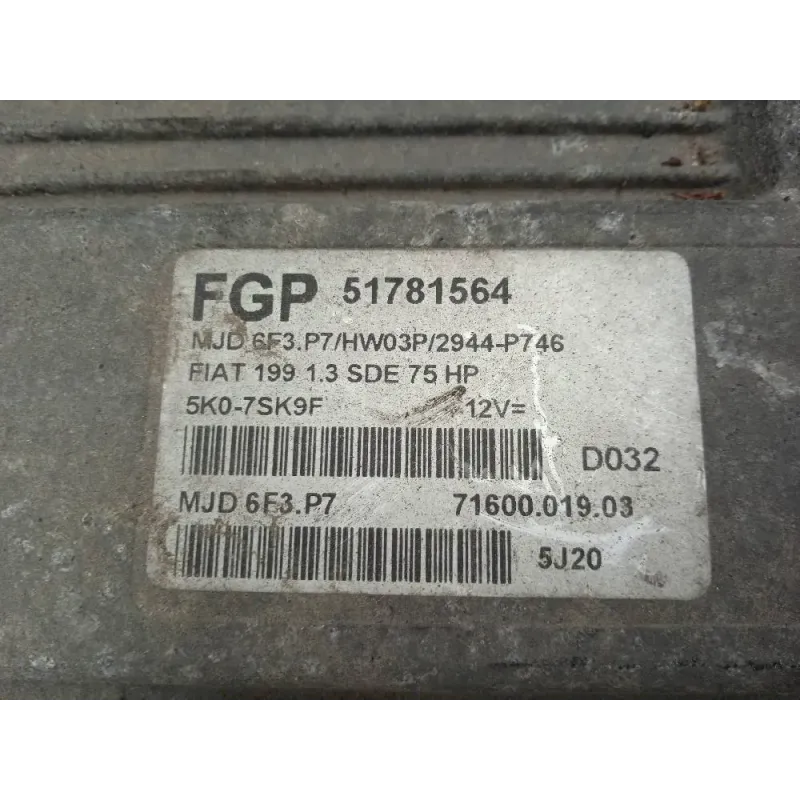 FGP 51781564
MJD 6F3.P7/HW03P/2944-P746
FIAT 199 1.3 SDE 75 HP
5K0-7SK9F 12V=
D032
MJD 6F3.P7 71600.019.03
5J20